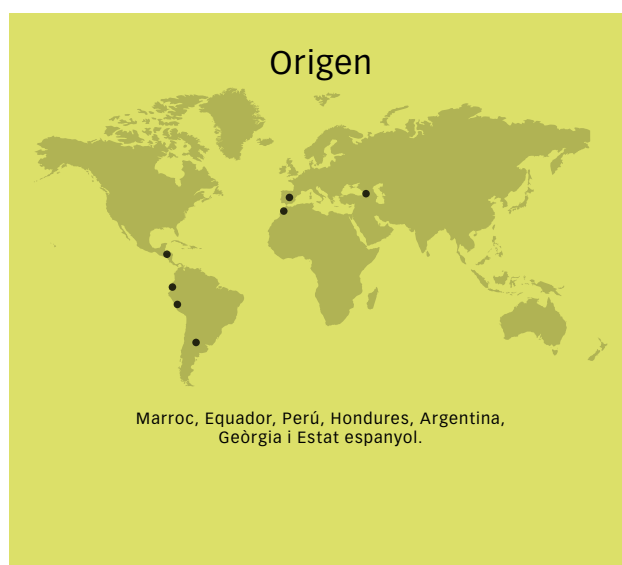 Origen
Marroc, Equador, Perú, Hondures, Argentina,
Geòrgia i Estat espanyol.